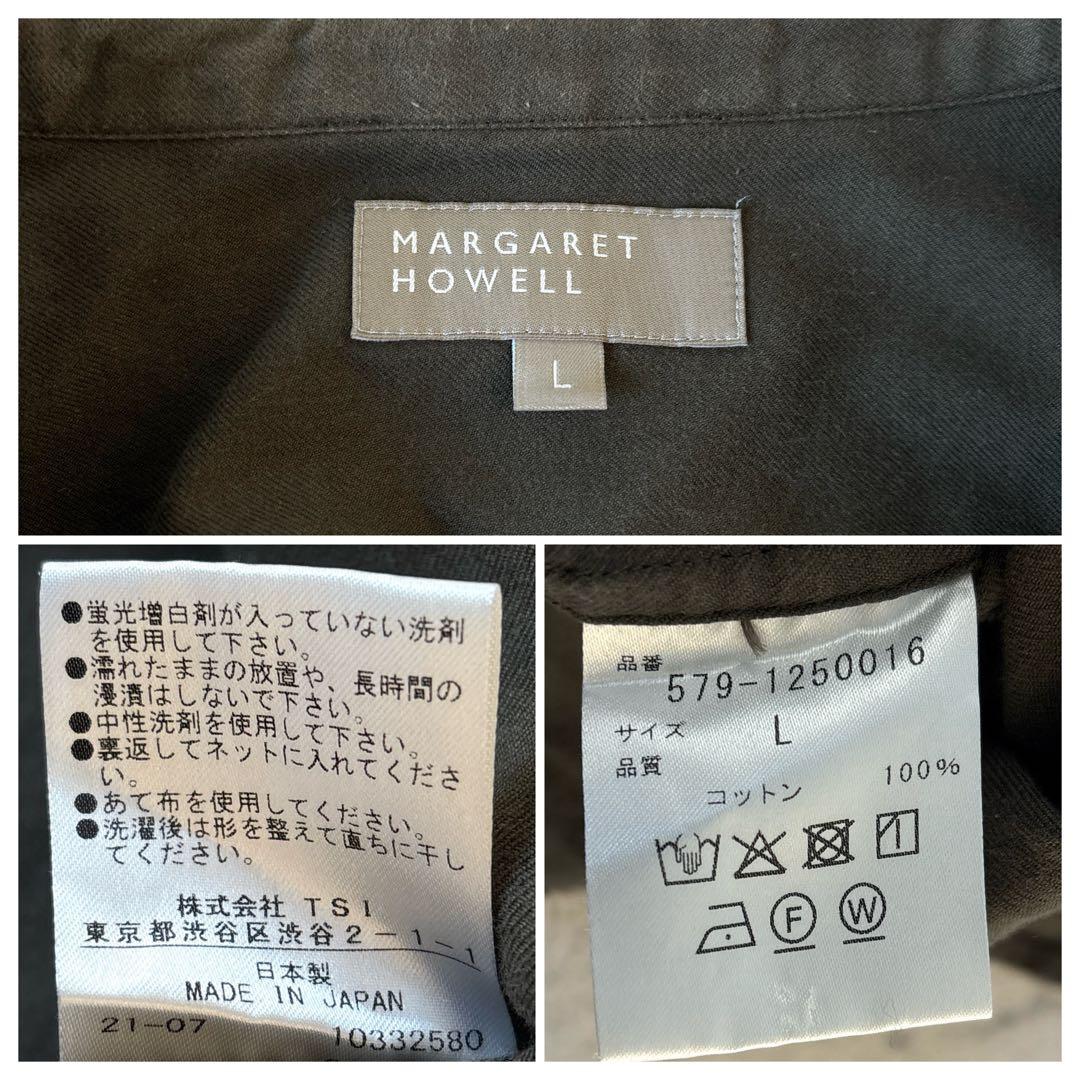 MARGARET
HOWELL
L
●蛍光増白剤が入っていない洗剤
を使用して下さい。
●濡れたままの放置や、長時間の
浸漬はしないで下さい。
●中性洗剤を使用して下さい。
●裏返してネットに入れてくださ
い。
●あて布を使用してください。
●洗濯後は形を整えて直ちに干し
てください。
株式会社 TSI
東京都渋谷区渋谷2-1-1
日本製
MADE IN JAPAN
21-07 10332580
品番
579-1250016
サイズ L
品質
コットン 100%
F W